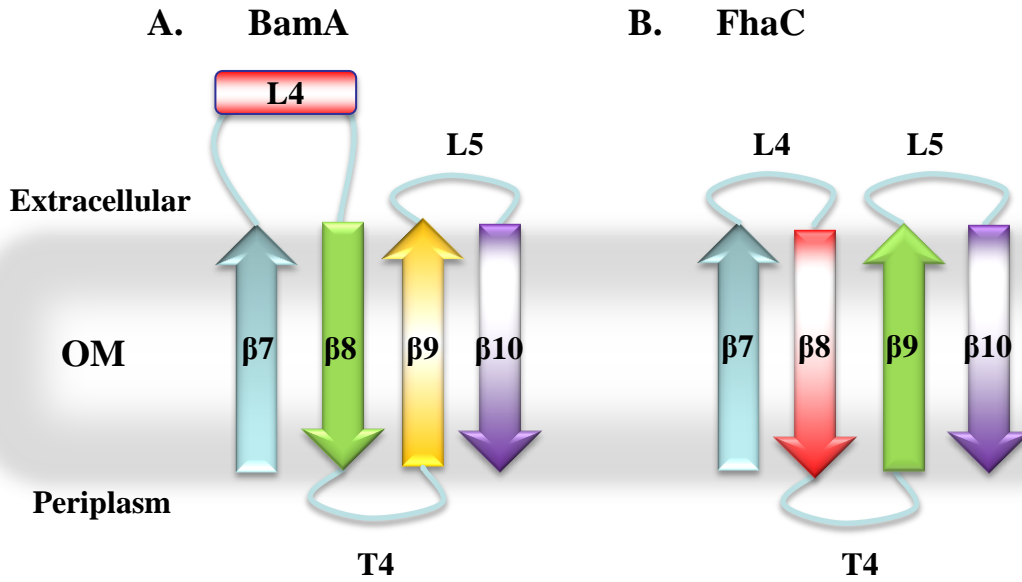 A. BamA
B. FhaC
L4
L5
L4
L5
Extracellular
OM
β7
β8
β9
β10
β7
β8
β9
β10
Periplasm
T4
T4